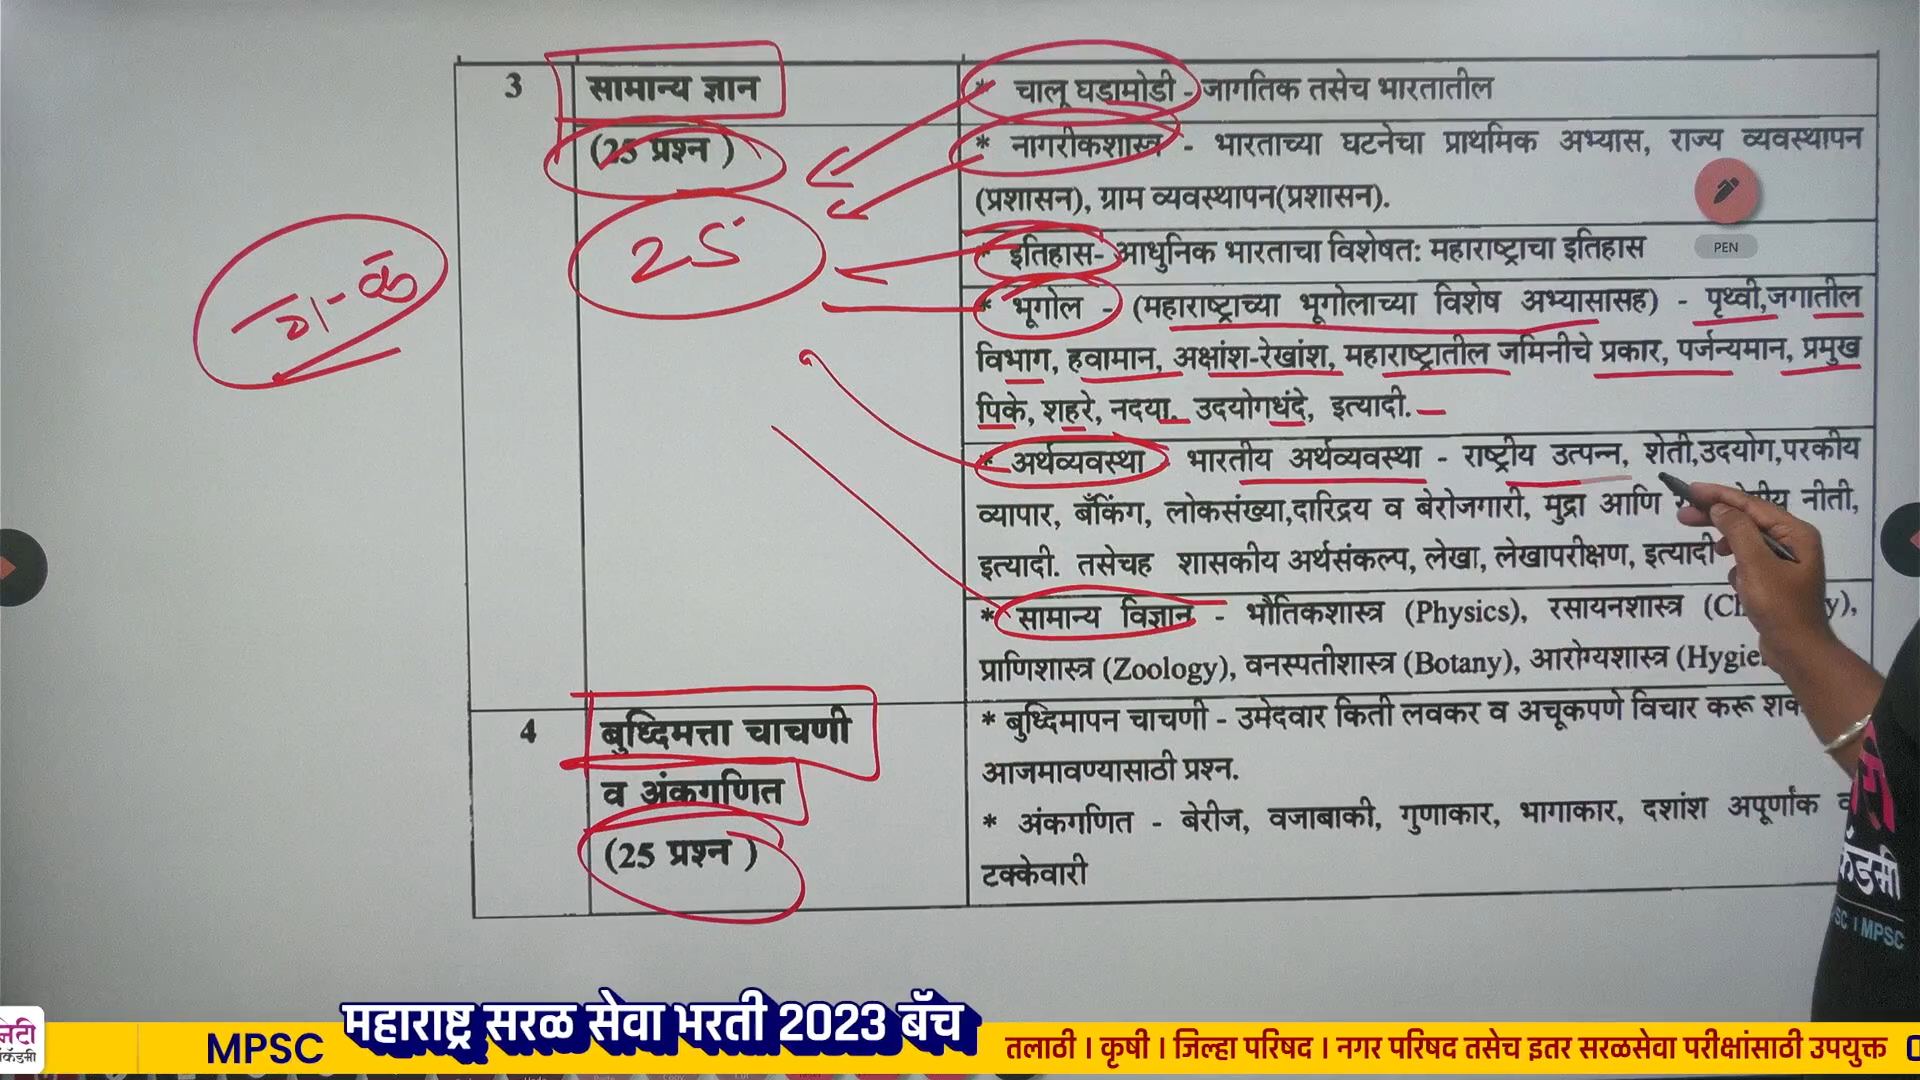 3 सामान्य ज्ञान * चालू घडामोडी - जागतिक तसेच भारतातील
(25 प्रश्न ) * नागरीकशास्त्र - भारताच्या घटनेचा प्राथमिक अभ्यास, राज्य व्यवस्थापन
(प्रशासन), ग्राम व्यवस्थापन(प्रशासन).
25
PEN
* इतिहास- आधुनिक भारताचा विशेषत: महाराष्ट्राचा इतिहास
* भूगोल - (महाराष्ट्राच्या भूगोलाच्या विशेष अभ्यासासह) - पृथ्वी,जगातील
विभाग, हवामान, अक्षांश-रेखांश, महाराष्ट्रातील जमिनीचे प्रकार, पर्जन्यमान, प्रमुख
पिके, शहरे, नदया. उदयोगधंदे, इत्यादी.
* अर्थव्यवस्था - भारतीय अर्थव्यवस्था - राष्ट्रीय उत्पन्न, शेती,उदयोग,परकीय
व्यापार, बँकिंग, लोकसंख्या,दारिद्रय व बेरोजगारी, मुद्रा आणि नीती,
इत्यादी. तसेचह शासकीय अर्थसंकल्प, लेखा, लेखापरीक्षण, इत्यादी
* सामान्य विज्ञान - भौतिकशास्त्र (Physics), रसायनशास्त्र
प्राणिशास्त्र (Zoology), वनस्पतीशास्त्र (Botany), आरोग्यशास्त्र
4 बुध्दिमत्ता चाचणी * बुध्दिमापन चाचणी - उमेदवार किती लवकर व अचूकपणे विचार करू
आजमावण्यासाठी प्रश्न.
व अंकगणित
(25 प्रश्न ) * अंकगणित - बेरीज, वजाबाकी, गुणाकार, भागाकार, दशांश अपूर्णांक व
टक्केवारी
MPSC
महाराष्ट्र सरळ सेवा भरती 2023 बॅच
MPSC
तलाठी । कृषी । जिल्हा परिषद । नगर परिषद तसेच इतर सरळसेवा परीक्षांसाठी उपयुक्त